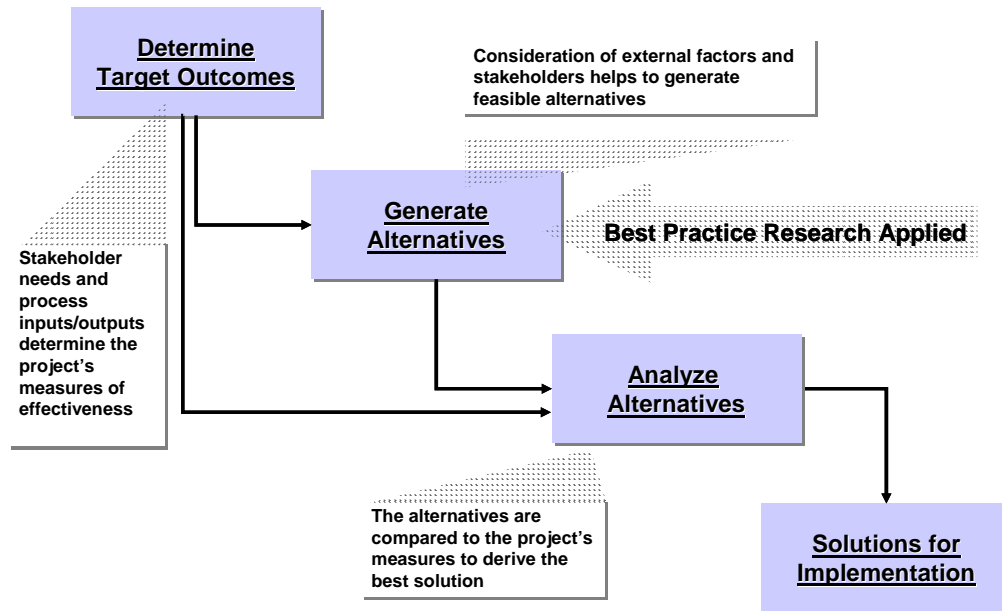 Determine
Target Outcomes
Consideration of external factors and
stakeholders helps to generate
feasible alternatives
Generate
Alternatives
Best Practice Research Applied
Stakeholder
needs and
process
inputs/outputs
determine the
project’s
measures of
effectiveness
Analyze
Alternatives
The alternatives are
compared to the project’s
measures to derive the
best solution
Solutions for
Implementation